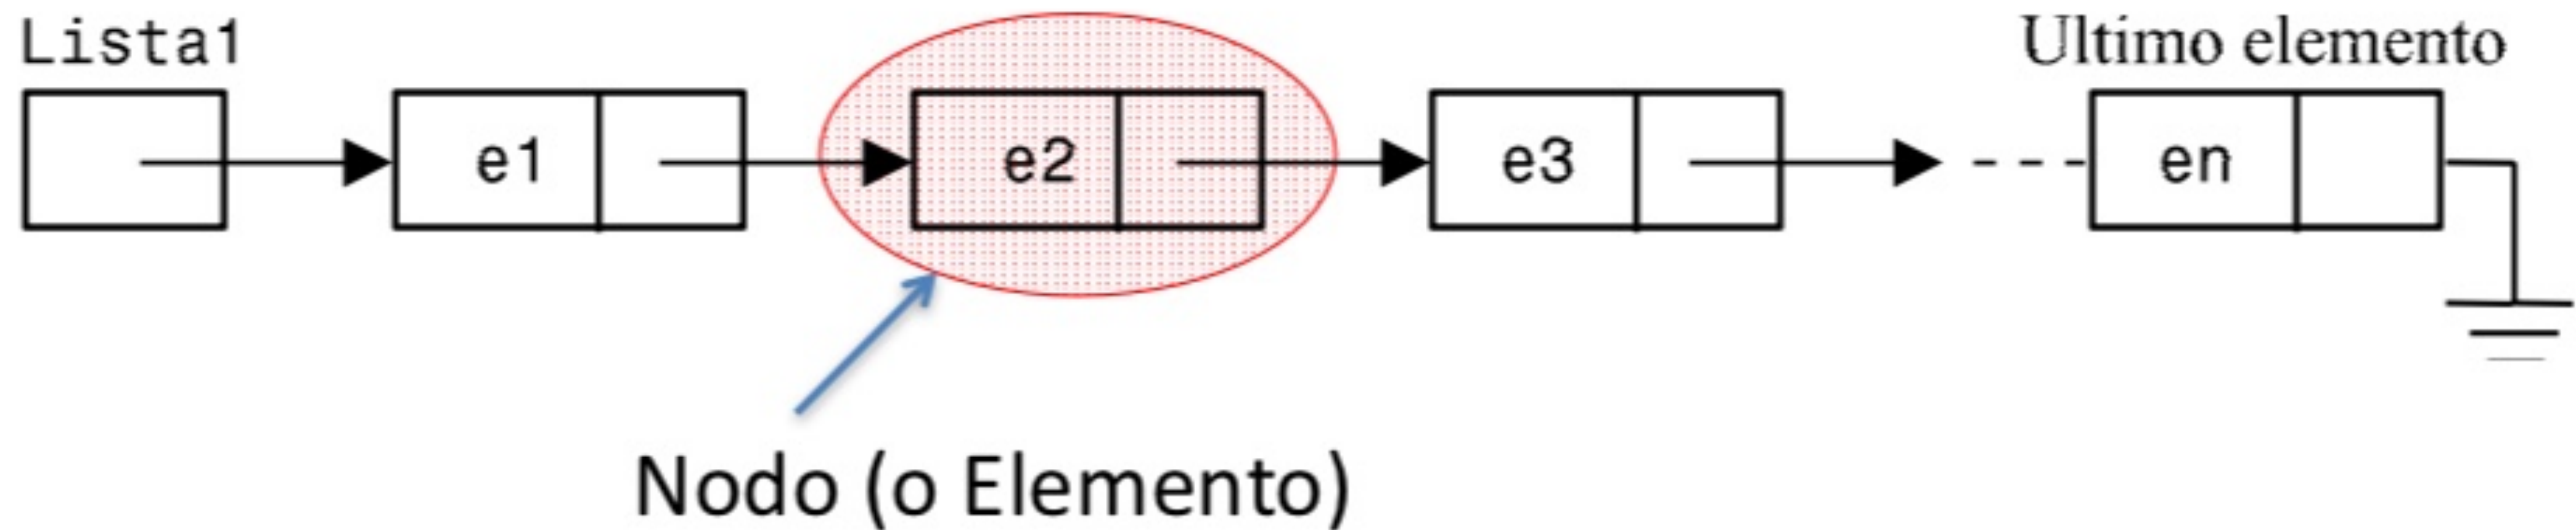 Lista1
Ultimo elemento
e1
e2
e3
en
Nodo (o Elemento)